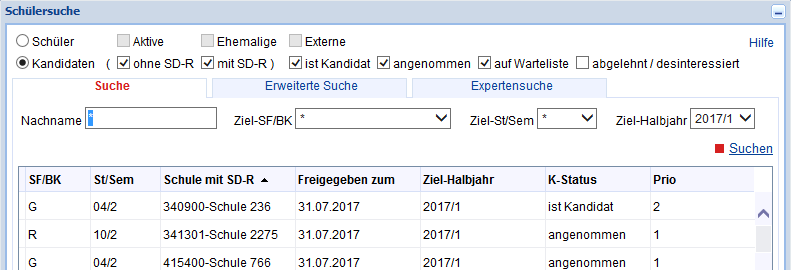 Schülersuche
Schüler Aktive Ehemalige Externe Hilfe
Kandidaten ( ohne SD-R mit SD-R ) ist Kandidat angenommen auf Warteliste abgelehnt / desinteressiert
Suche Erweiterte Suche Expertensuche
Nachname * Ziel-SF/BK * Ziel-St/Sem * Ziel-Halbjahr 2017/1
Suchen
SF/BK St/Sem Schule mit SD-R Freigegeben zum Ziel-Halbjahr K-Status Prio
G 04/2 340900-Schule 236 31.07.2017 2017/1 ist Kandidat 2
R 10/2 341301-Schule 2275 31.07.2017 2017/1 angenommen 1
G 04/2 415400-Schule 766 31.07.2017 2017/1 angenommen 1